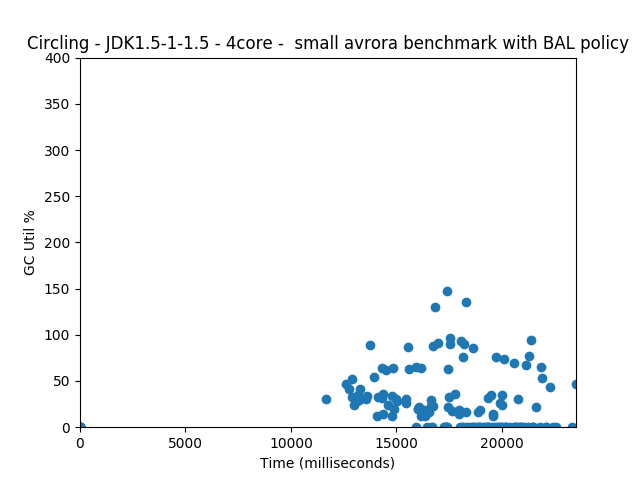 Circling - JDK1.5-1-1.5 - 4core -  small avrora benchmark with BAL policy
400
350
300
250
200
150
100
50
0
GC Util %
0 5000 10000 15000 20000
Time (milliseconds)